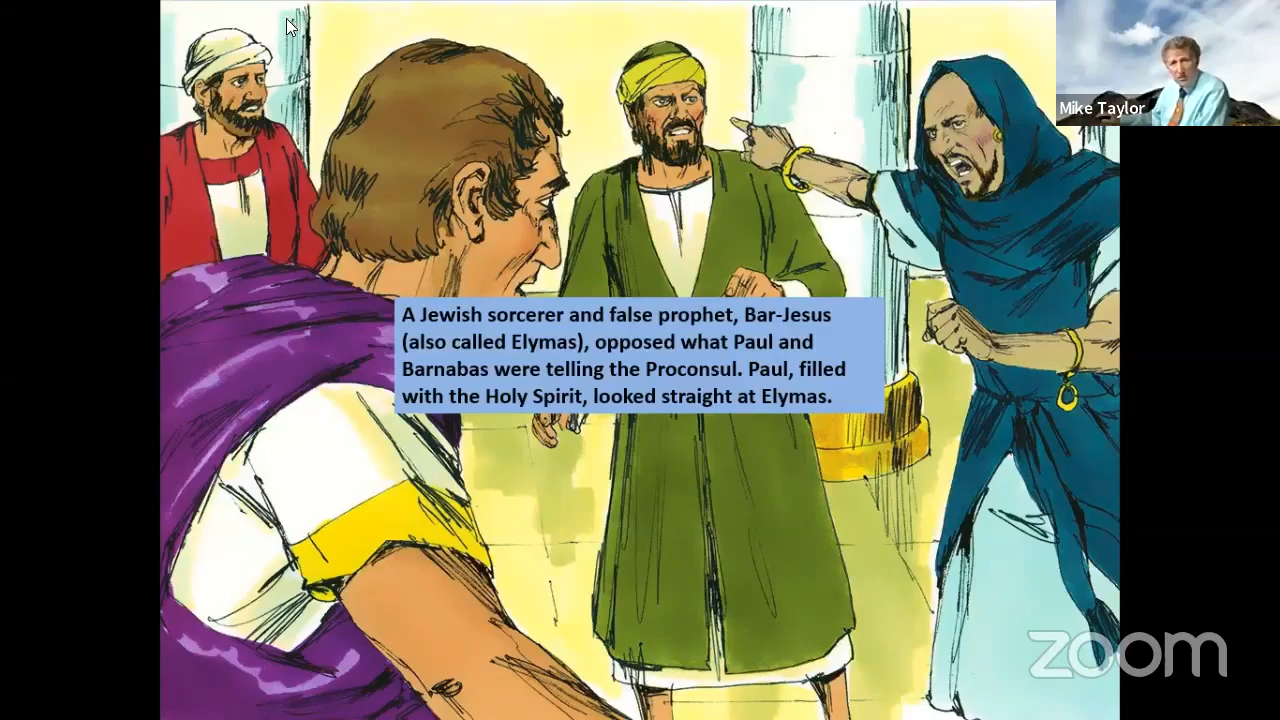 Mike Taylor
A Jewish sorcerer and false prophet, Bar-Jesus
(also called Elymas), opposed what Paul and
Barnabas were telling the Proconsul. Paul, filled
with the Holy Spirit, looked straight at Elymas.
zoom